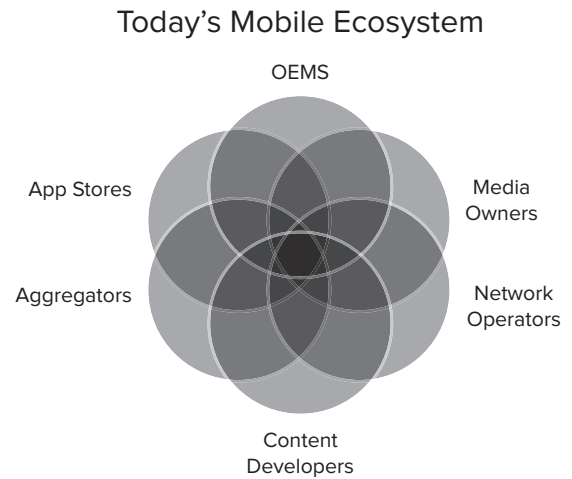 Today's Mobile Ecosystem
OEMS
App Stores
Media
Owners
Aggregators
Network
Operators
Content
Developers